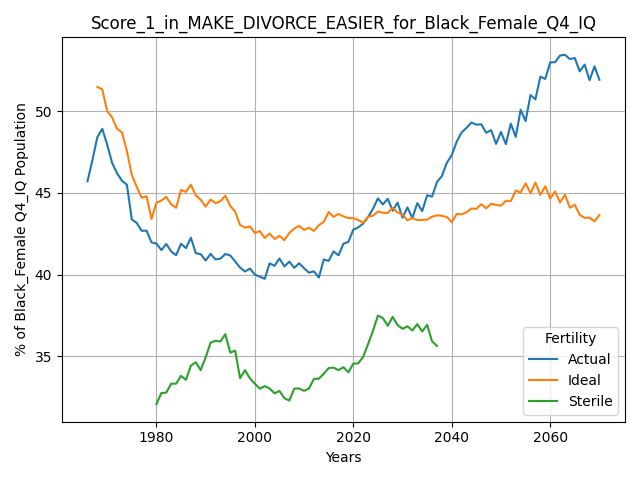 Score_1_in_MAKE_DIVORCE_EASIER_for_Black_Female_Q4_IQ
% of Black_Female Q4_IQ Population
50
45
40
35
1980
2000
2020
2040
2060
Years
Fertility
Actual
Ideal
Sterile